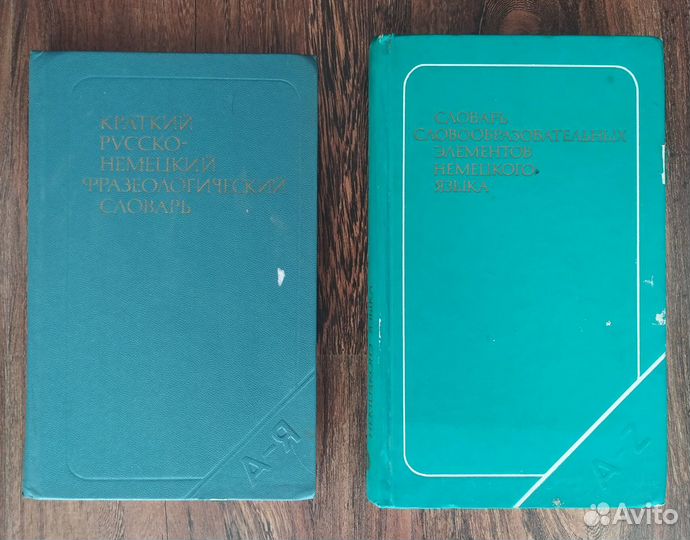 КРАТКИЙ
РУССКО-
НЕМЕЦКИЙ
ФРАЗЕОЛОГИЧЕСКИЙ
СЛОВАРЬ
А-Я
СЛОВАРЬ
СЛОВООБРАЗОВАТЕЛЬНЫХ
ЭЛЕМЕНТОВ
НЕМЕЦКОГО
ЯЗЫКА
A-Z
Avito